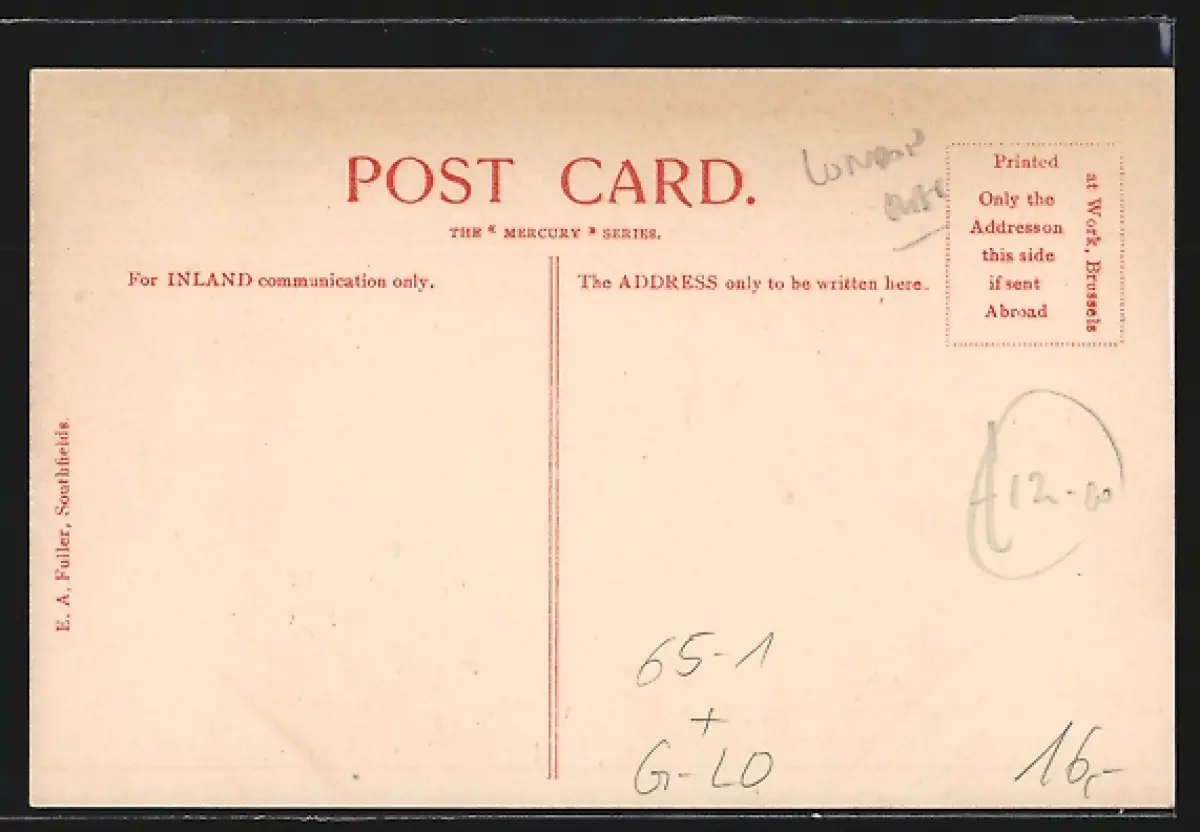 POST CARD.
THE “ MERCURY ” SERIES.
For INLAND communication only.
The ADDRESS only to be written here.
Printed
Only the
Addresson
this side
if sent
Abroad
at Work, Brussels
E. A. Fuller, Southfields.
LONDON
12-00
65-1
+
G-LO
16,-